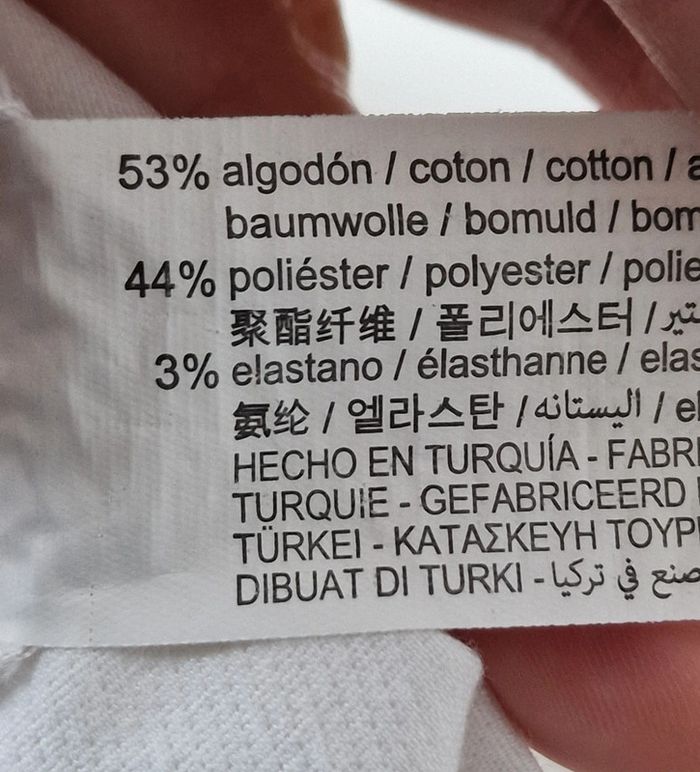 53% algodón / coton / cotton /
baumwolle / bomuld /
44% poliéster / polyester /
聚酯纤维 / 폴리에스터 /
3% elastano / élasthanne /
氨纶 / 엘라스탄 / اليستانه /
HECHO EN TURQUÍA -
TURQUIE - GEFABRICEERD
TÜRKEI - ΚΑΤΑΣΚΕΥΗ
DIBUAT DI TURKI - صنع في تركيا